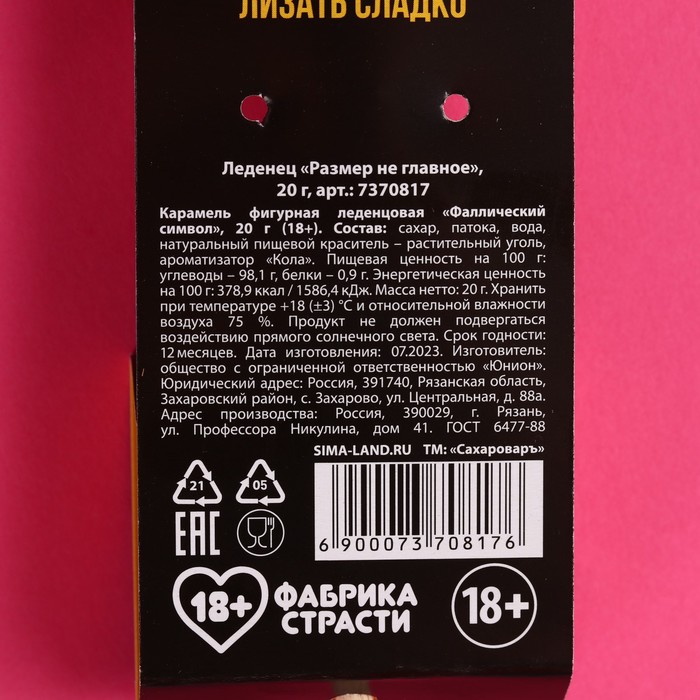 ЛИЗАТЬ СЛАДКО
Леденец «Размер не главное»,
20 г, арт.: 7370817
Карамель фигурная леденцовая «Фаллический
символ», 20 г (18+). Состав: сахар, патока, вода,
натуральный пищевой краситель – растительный уголь,
ароматизатор «Кола». Пищевая ценность на 100 г:
углеводы – 98,1 г, белки – 0,9 г. Энергетическая ценность
на 100 г: 378,9 ккал / 1586,4 кДж. Масса нетто: 20 г. Хранить
при температуре +18 (±3) °С и относительной влажности
воздуха 75 %. Продукт не должен подвергаться
воздействию прямого солнечного света. Срок годности:
12 месяцев. Дата изготовления: 07.2023. Изготовитель:
общество с ограниченной ответственностью «Юнион».
Юридический адрес: Россия, 391740, Рязанская область,
Захаровский район, с. Захарово, ул. Центральная, д. 88а.
Адрес производства: Россия, 390029, г. Рязань,
ул. Профессора Никулина, дом 41. ГОСТ 6477-88
SIMA-LAND.RU ТМ: «Сахароваръ»
21 05
EAC
6 900073 708176
18+ ФАБРИКА
СТРАСТИ
18+